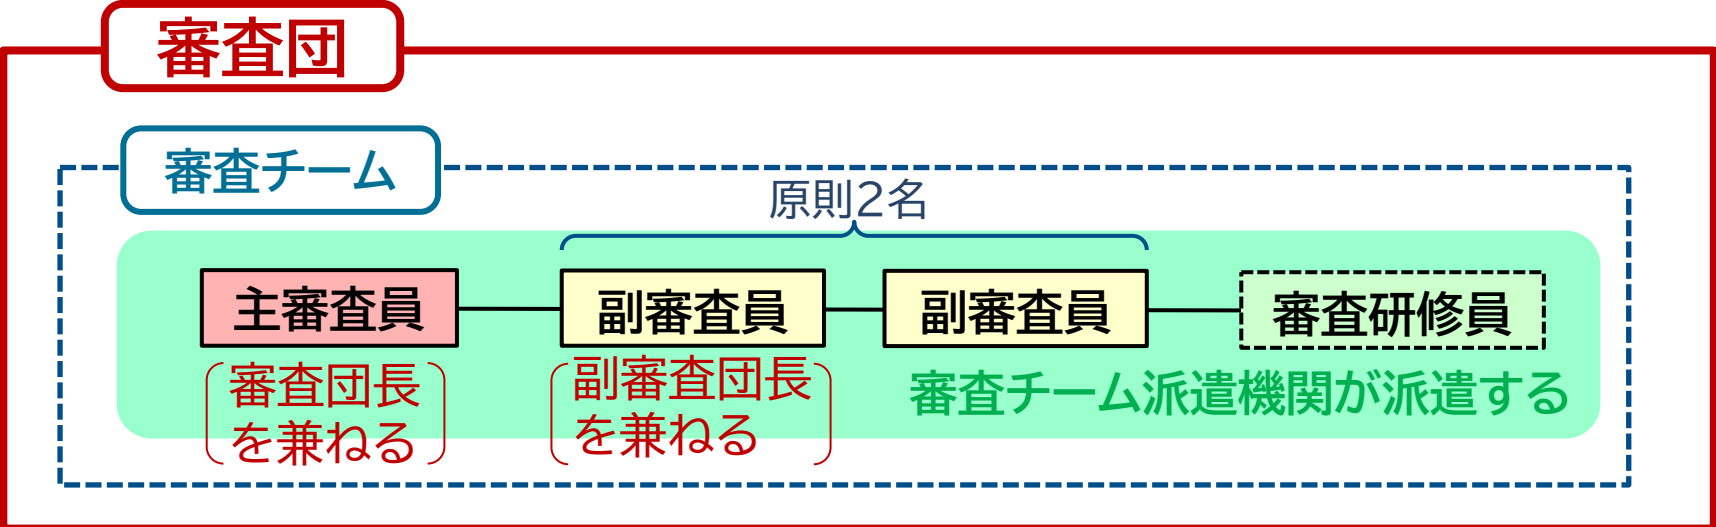 審査団
審査チーム
原則2名
主審査員
副審査員
副審査員
審査研修員
審査団長
を兼ねる
副審査団長
を兼ねる
審査チーム派遣機関が派遣する